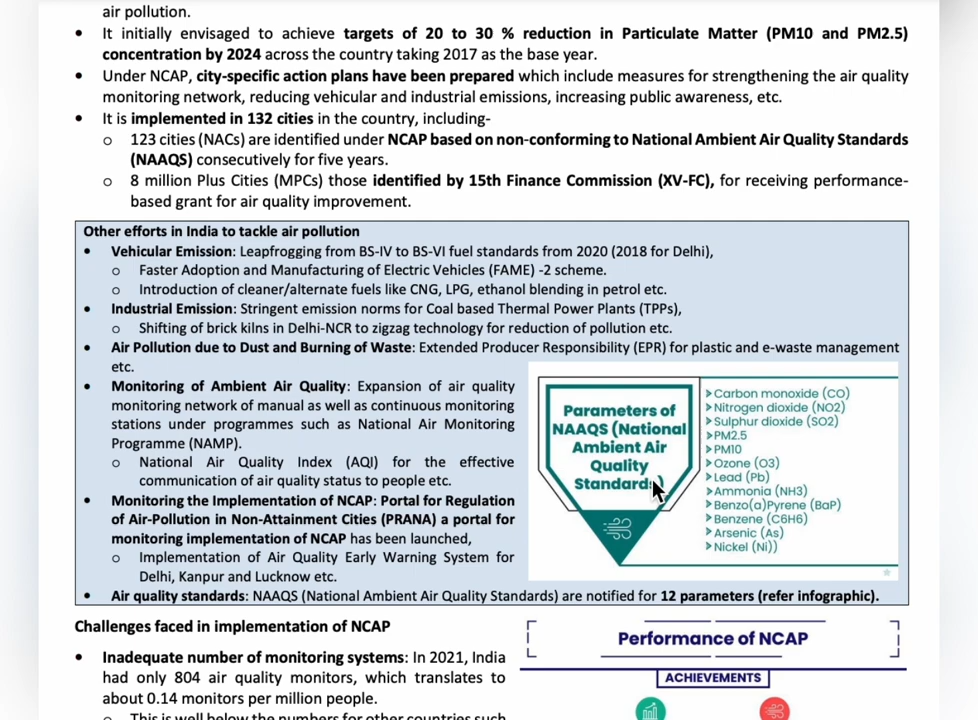 air pollution.
• It initially envisaged to achieve targets of 20 to 30 % reduction in Particulate Matter (PM10 and PM2.5)
concentration by 2024 across the country taking 2017 as the base year.
• Under NCAP, city-specific action plans have been prepared which include measures for strengthening the air quality
monitoring network, reducing vehicular and industrial emissions, increasing public awareness, etc.
• It is implemented in 132 cities in the country, including-
o 123 cities (NACs) are identified under NCAP based on non-conforming to National Ambient Air Quality Standards
(NAAQS) consecutively for five years.
o 8 million Plus Cities (MPCs) those identified by 15th Finance Commission (XV-FC), for receiving performance-
based grant for air quality improvement.
Other efforts in India to tackle air pollution
• Vehicular Emission: Leapfrogging from BS-IV to BS-VI fuel standards from 2020 (2018 for Delhi),
o Faster Adoption and Manufacturing of Electric Vehicles (FAME) -2 scheme.
o Introduction of cleaner/alternate fuels like CNG, LPG, ethanol blending in petrol etc.
• Industrial Emission: Stringent emission norms for Coal based Thermal Power Plants (TPPs),
o Shifting of brick kilns in Delhi-NCR to zigzag technology for reduction of pollution etc.
• Air Pollution due to Dust and Burning of Waste: Extended Producer Responsibility (EPR) for plastic and e-waste management
etc.
• Monitoring of Ambient Air Quality: Expansion of air quality
monitoring network of manual as well as continuous monitoring
stations under programmes such as National Air Monitoring
Programme (NAMP).
o National Air Quality Index (AQI) for the effective
communication of air quality status to people etc.
• Monitoring the Implementation of NCAP: Portal for Regulation
of Air-Pollution in Non-Attainment Cities (PRANA) a portal for
monitoring implementation of NCAP has been launched,
o Implementation of Air Quality Early Warning System for
Delhi, Kanpur and Lucknow etc.
Parameters of
NAAQS (National
Ambient Air
Quality
Standards)
Carbon monoxide (CO)
Nitrogen dioxide (NO2)
Sulphur dioxide (SO2)
PM2.5
PM10
Ozone (O3)
Lead (Pb)
Ammonia (NH3)
Benzo(a)Pyrene (BaP)
Benzene (C6H6)
Arsenic (As)
Nickel (Ni))
• Air quality standards: NAAQS (National Ambient Air Quality Standards) are notified for 12 parameters (refer infographic).
Challenges faced in implementation of NCAP
• Inadequate number of monitoring systems: In 2021, India
had only 804 air quality monitors, which translates to
about 0.14 monitors per million people.
o This is well below the numbers for other countries such
Performance of NCAP
ACHIEVEMENTS